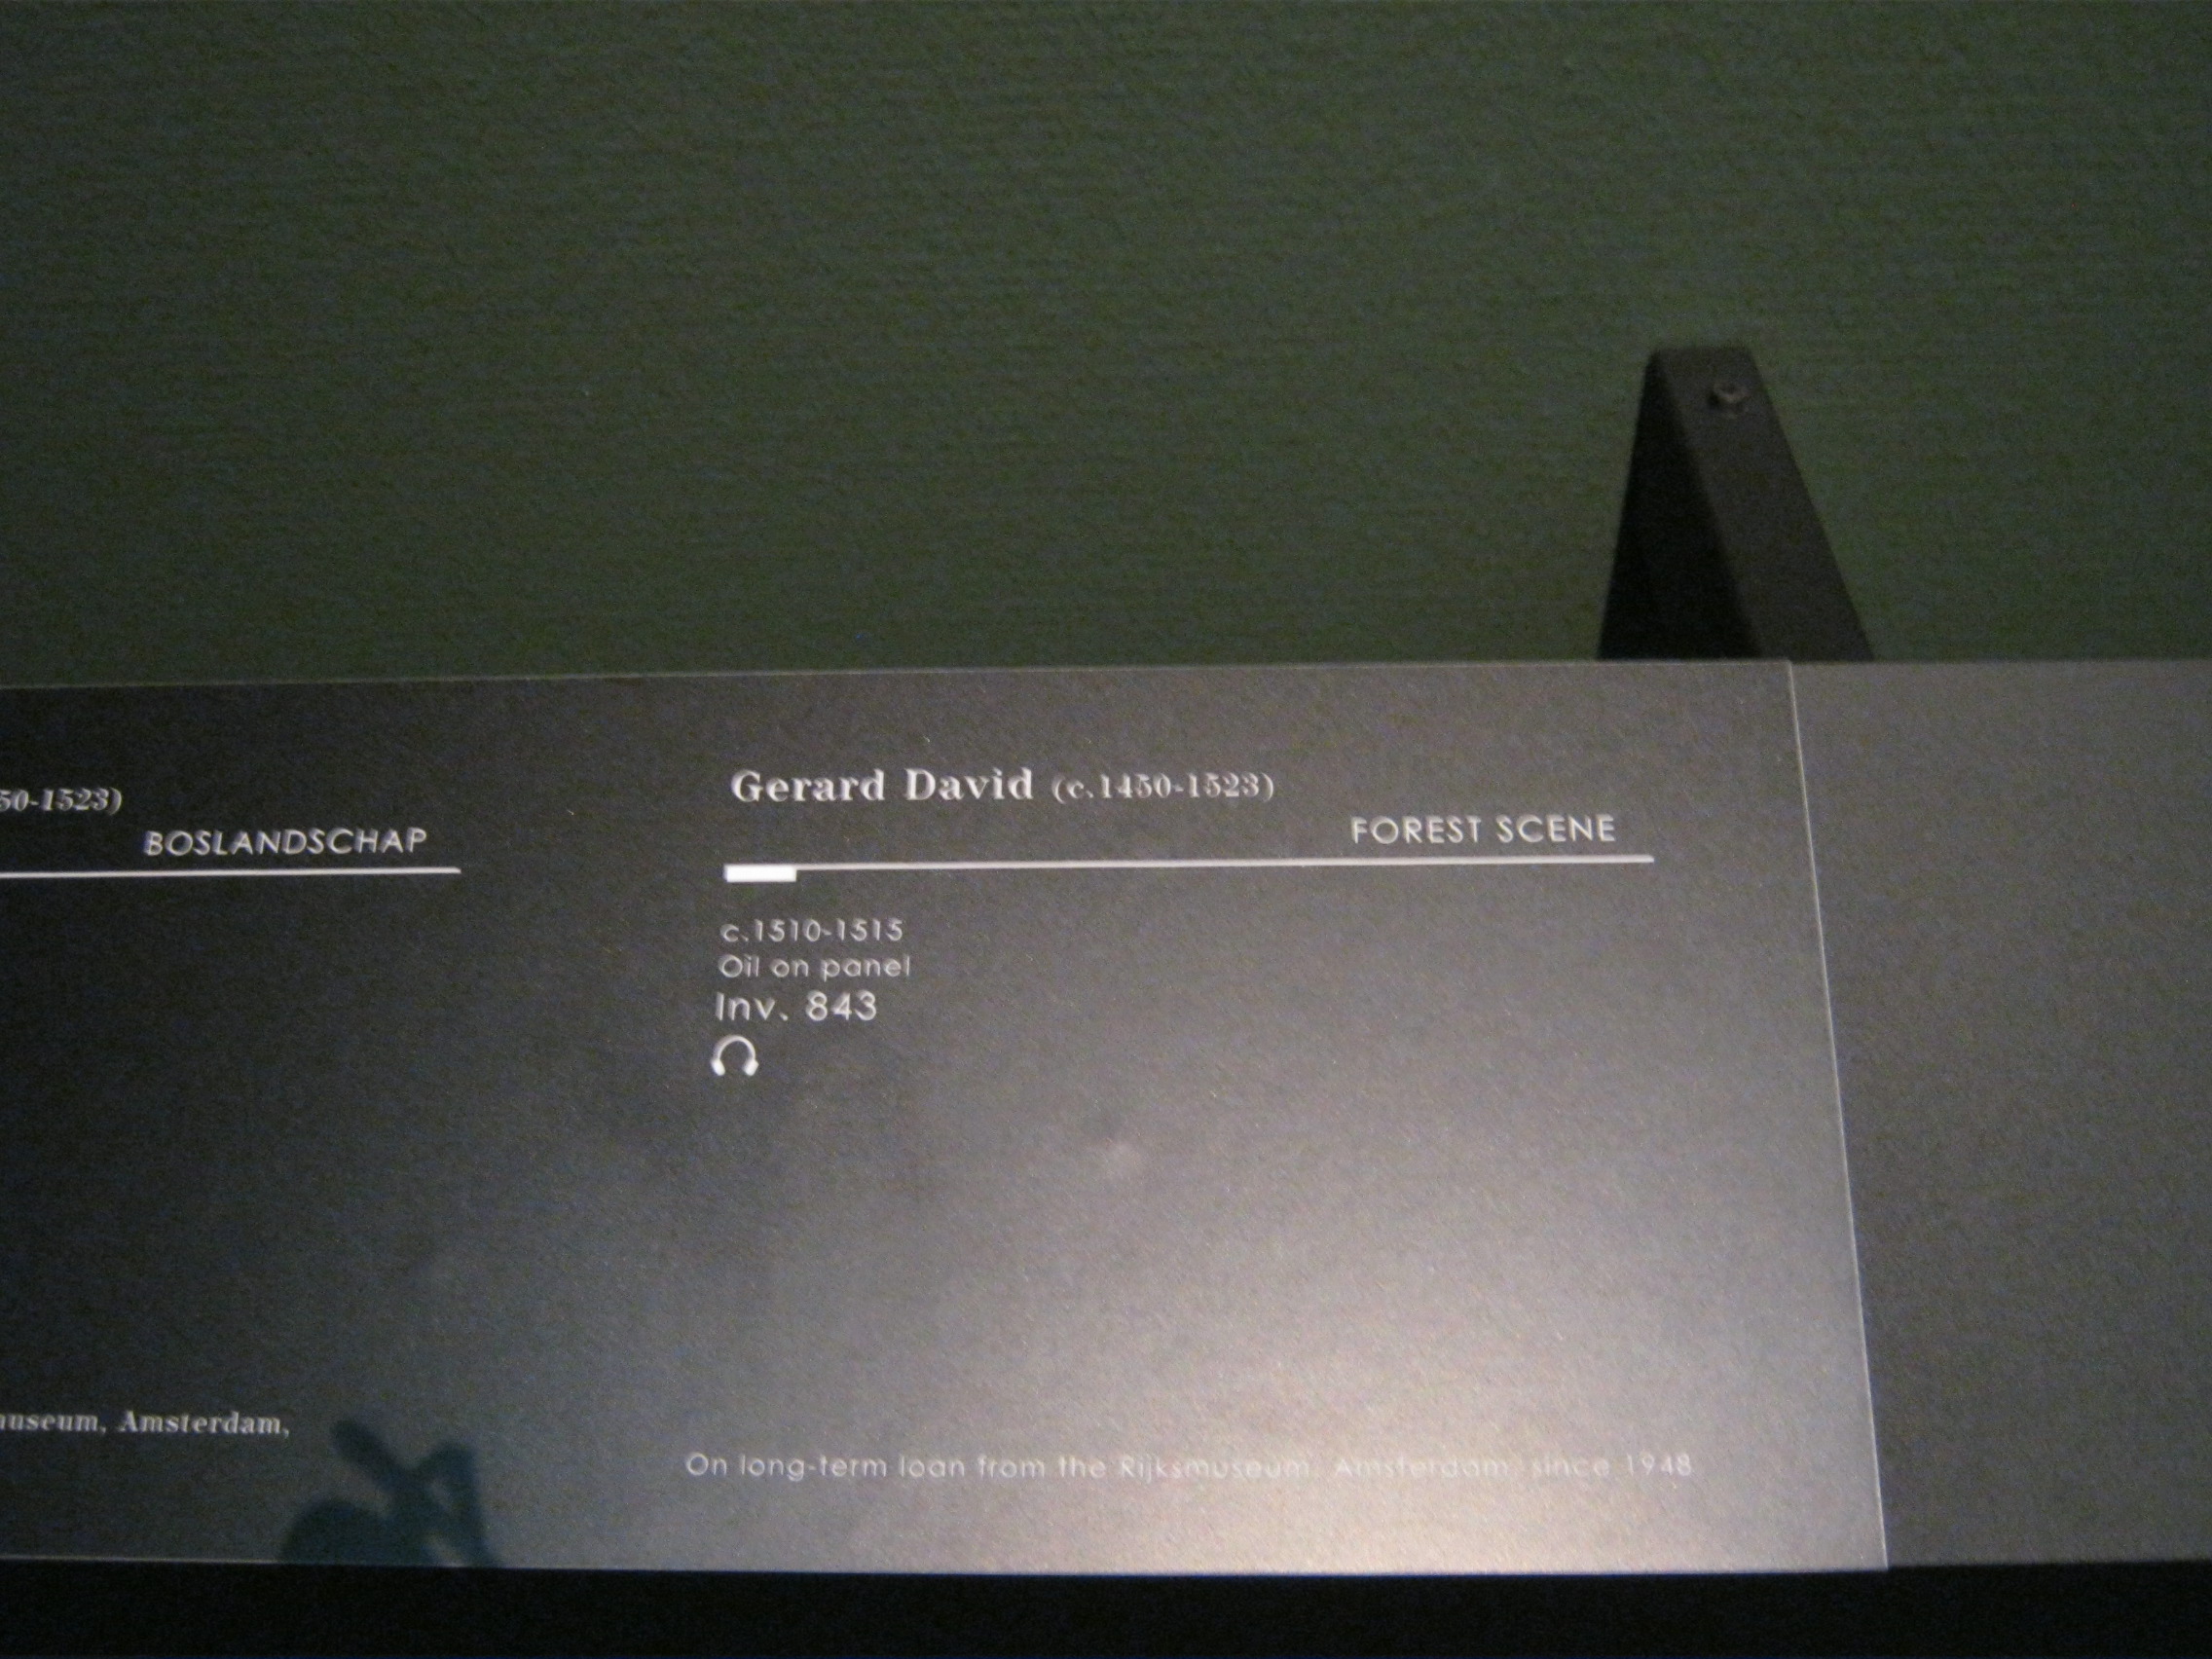 50-1523)
BOSLANDSCHAP
museum, Amsterdam,
Gerard David (c.1450-1523)
FOREST SCENE
c.1510-1515
Oil on panel
Inv. 843
On long-term loan from the Rijksmuseum, Amsterdam, since 1948